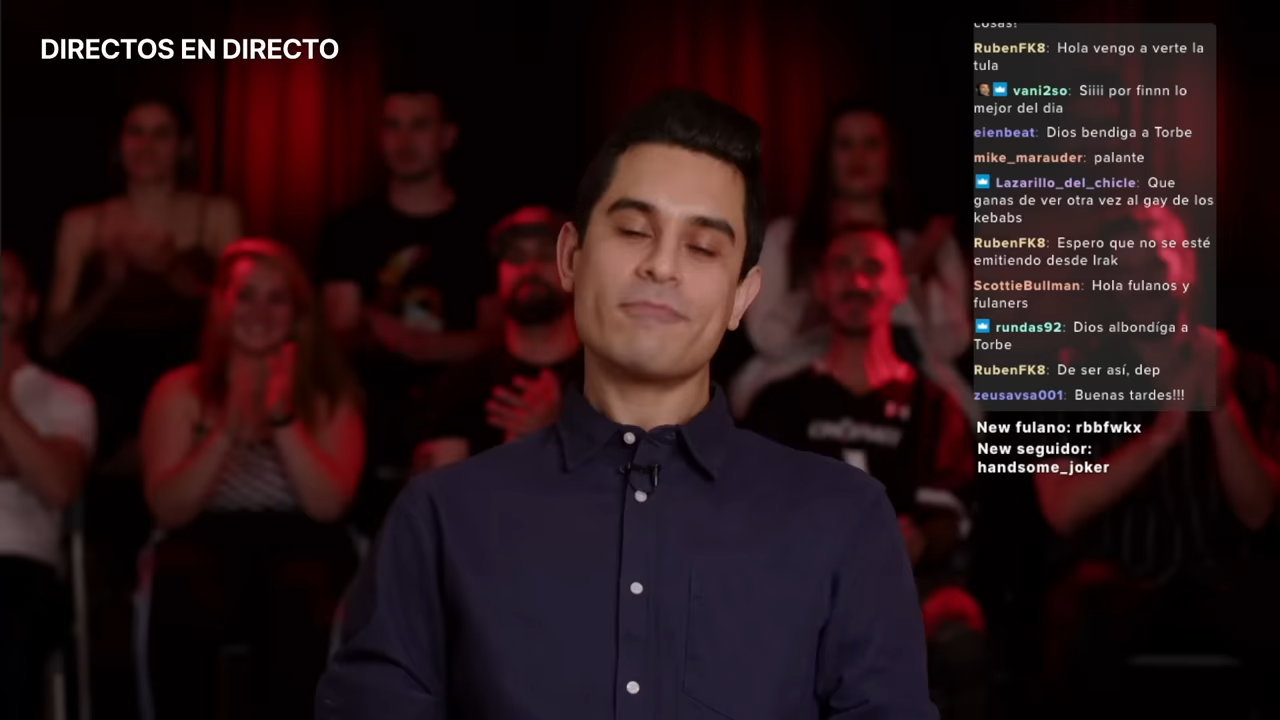 DIRECTOS EN DIRECTO
cosas!
RubenFK8: Hola vengo a verte la
tula
vani2so: Siiii por finnn lo
mejor del dia
eienbeat: Dios bendiga a Torbe
mike_marauder: palante
Lazarillo_del_chicle: Que
ganas de ver otra vez al gay de los
kebabs
RubenFK8: Espero que no se esté
emitiendo desde Irak
ScottieBullman: Hola fulanos y
fulaners
rundas92: Dios albondíga a
Torbe
RubenFK8: De ser así, dep
zeusavsa001: Buenas tardes!!!
New fulano: rbbfwkx
New seguidor:
handsome_joker